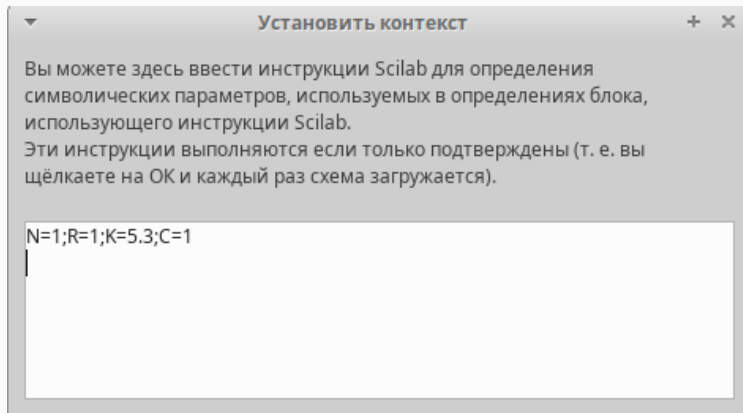 Установить контекст
Вы можете здесь ввести инструкции Scilab для определения
символических параметров, используемых в определениях блока,
использующего инструкции Scilab.
Эти инструкции выполняются если только подтверждены (т. е. вы
щёлкаете на ОК и каждый раз схема загружается).
N=1;R=1;K=5.3;C=1